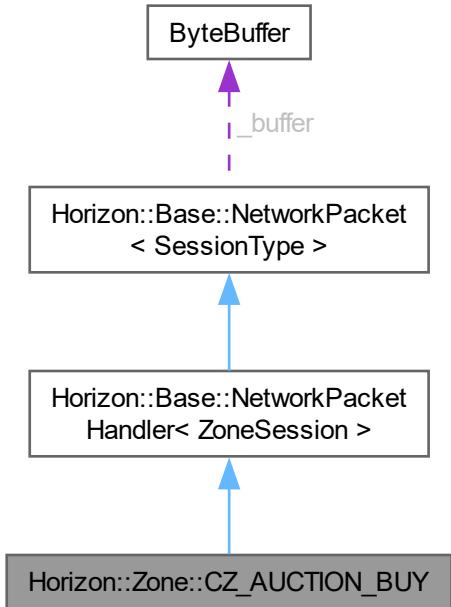 ByteBuffer
_buffer
Horizon::Base::NetworkPacket
< SessionType >
Horizon::Base::NetworkPacket
Handler< ZoneSession >
Horizon::Zone::CZ_AUCTION_BUY